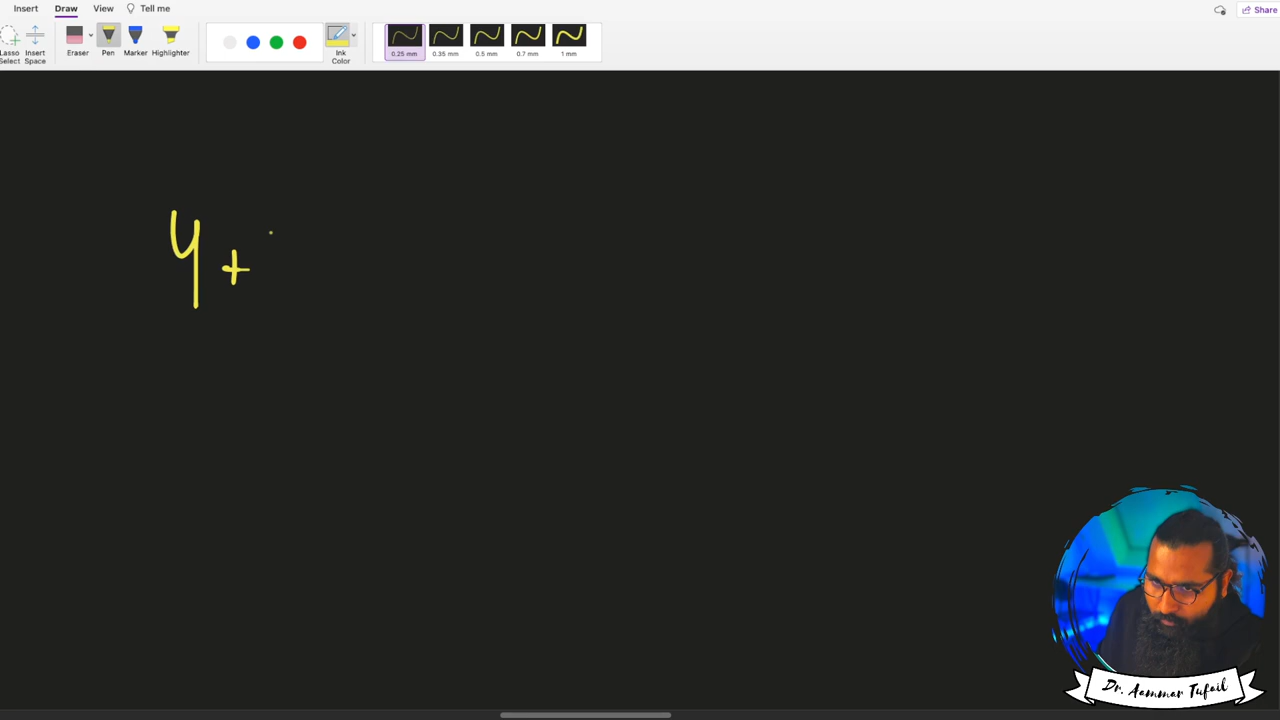 Insert Draw View Tell me
Share
Lasso Select
Insert Space
Eraser
Pen
Marker
Highlighter
Ink Color
0.25 mm
0.35 mm
0.5 mm
0.7 mm
1 mm
4 +
Dr. Aammar Tufail